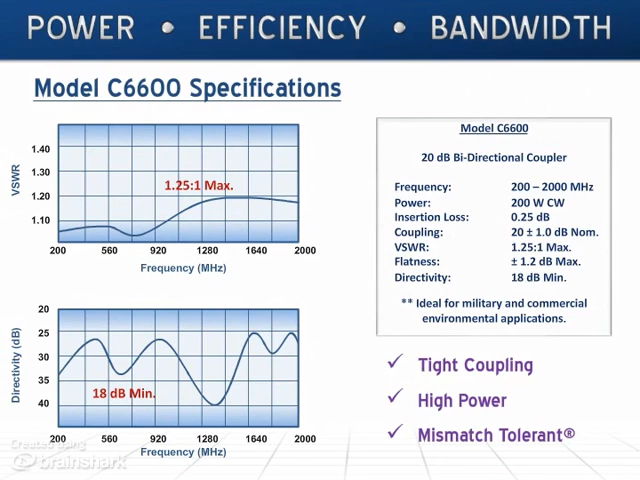 POWER • EFFICIENCY • BANDWIDTH
Model C6600 Specifications
VSWR
1.40
1.30
1.20
1.10
1.25:1 Max.
200 560 920 1280 1640 2000
Frequency (MHz)
Directivity (dB)
20
25
30
35
40
18 dB Min.
200 560 920 1280 1640 2000
Frequency (MHz)
Model C6600
20 dB Bi-Directional Coupler
Frequency: 200 – 2000 MHz
Power: 200 W CW
Insertion Loss: 0.25 dB
Coupling: 20 ± 1.0 dB Nom.
VSWR: 1.25:1 Max.
Flatness: ± 1.2 dB Max.
Directivity: 18 dB Min.
** Ideal for military and commercial
environmental applications.
✓ Tight Coupling
✓ High Power
✓ Mismatch Tolerant®
Created using
brainshark